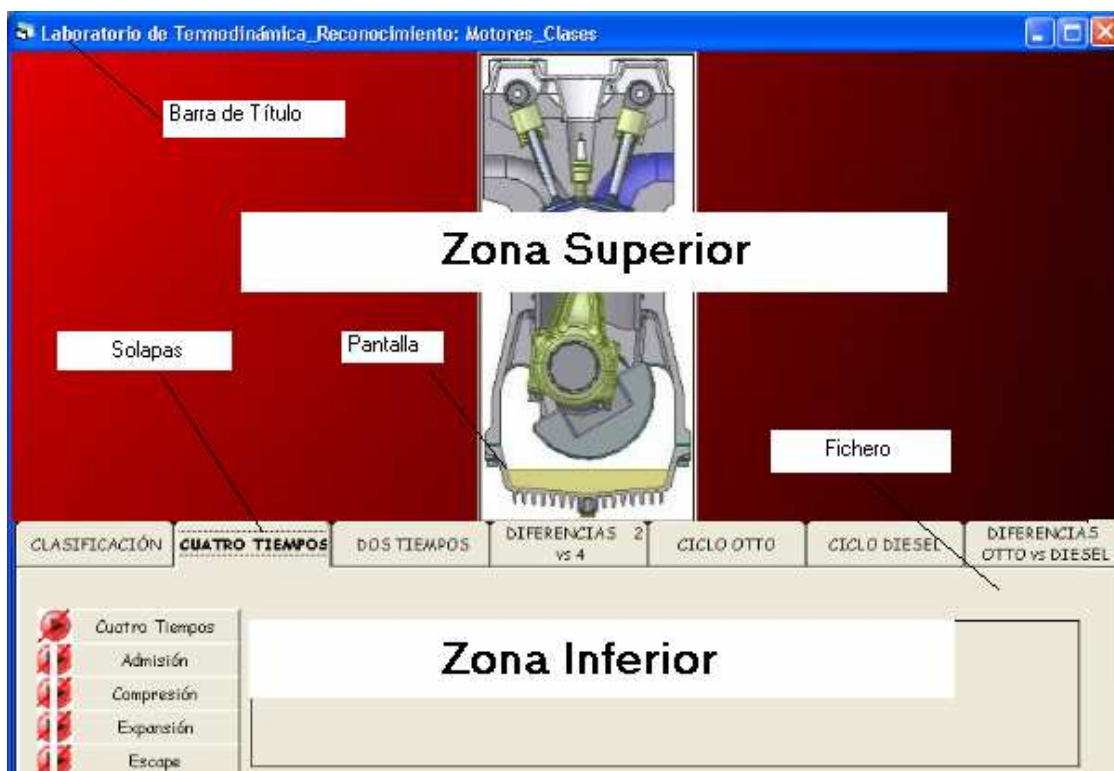 Laboratorio de Termodinámica_Reconocimiento: Motores_Clases
Barra de Título
Zona Superior
Solapas
Pantalla
Fichero
CLASIFICACIÓN
CUATRO TIEMPOS
DOS TIEMPOS
DIFERENCIAS 2
vs 4
CICLO OTTO
CICLO DIESEL
DIFERENCIAS
OTTO vs DIESEL
Cuatro Tiempos
Admisión
Compresión
Expansión
Escape
Zona Inferior